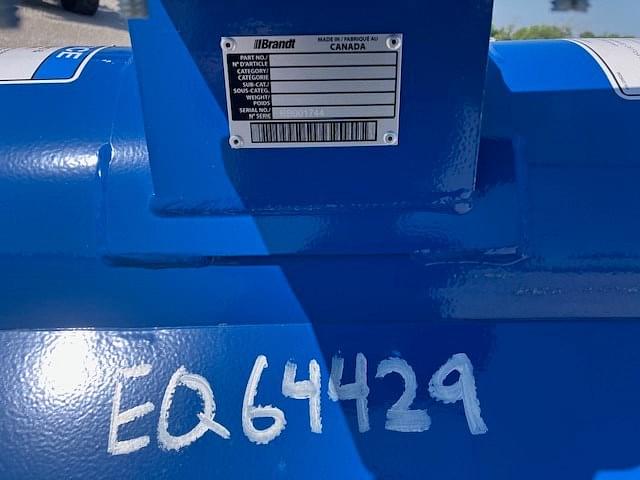 Brandt
MADE IN / FABRIQUÉ AU
CANADA
PART NO./
N° D'ARTICLE
CATEGORY/
CATÉGORIE
SUB-CAT./
SOUS-CATÉG.
WEIGHT/
POIDS
SERIAL NO./
N° SÉRIE
EQ64429